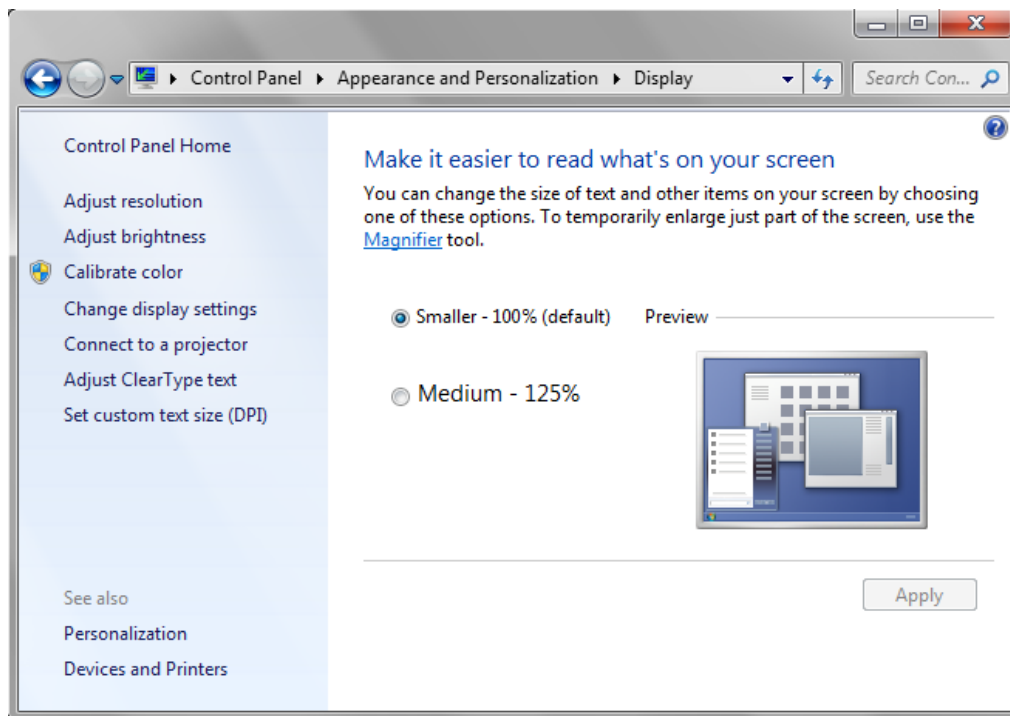 Control Panel Appearance and Personalization Display
Search Con...
Control Panel Home
Adjust resolution
Adjust brightness
Calibrate color
Change display settings
Connect to a projector
Adjust ClearType text
Set custom text size (DPI)
See also
Personalization
Devices and Printers
Make it easier to read what's on your screen
You can change the size of text and other items on your screen by choosing
one of these options. To temporarily enlarge just part of the screen, use the
Magnifier tool.
Smaller - 100% (default)
Preview
Medium - 125%
Apply